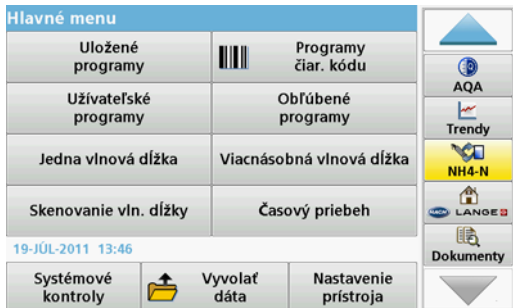 Hlavné menu
Uložené
programy
Programy
čiar. kódu
Užívateľské
programy
Obľúbené
programy
Jedna vlnová dĺžka
Viacnásobná vlnová dĺžka
Skenovanie vln. dĺžky
Časový priebeh
19-JÚL-2011 13:46
Systémové
kontroly
Vyvolať
dáta
Nastavenie
prístroja
AQA
Trendy
NH4-N
HACH LANGE
Dokumenty